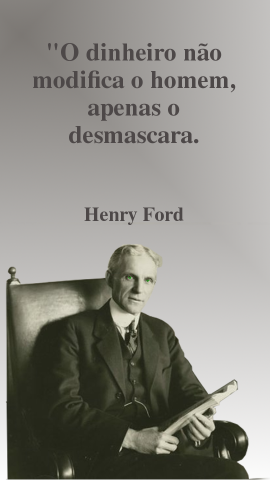 "O dinheiro não
modifica o homem,
apenas o
desmascara.
Henry Ford